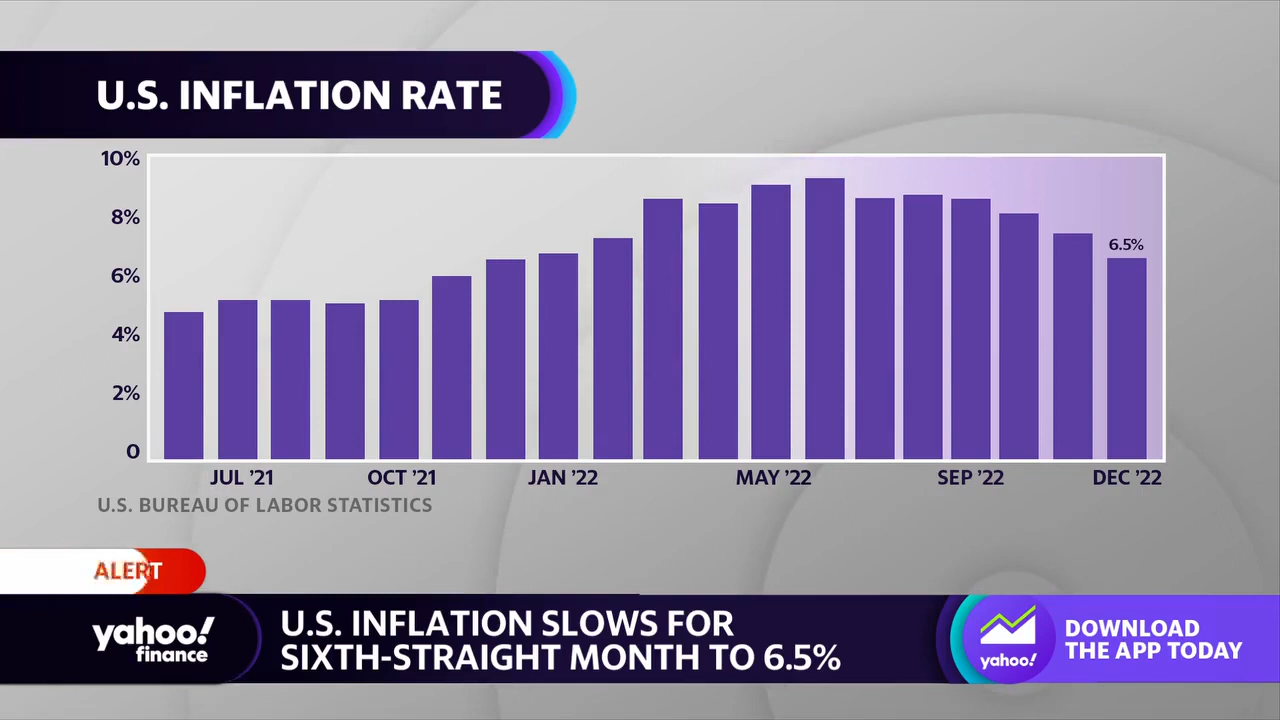 U.S. INFLATION RATE
10%
8%
6%
4%
2%
0
6.5%
JUL ’21 OCT ’21 JAN ’22 MAY ’22 SEP ’22 DEC ’22
U.S. BUREAU OF LABOR STATISTICS
ALERT
yahoo!
finance
U.S. INFLATION SLOWS FOR
SIXTH-STRAIGHT MONTH TO 6.5%
yahoo!
DOWNLOAD
THE APP TODAY